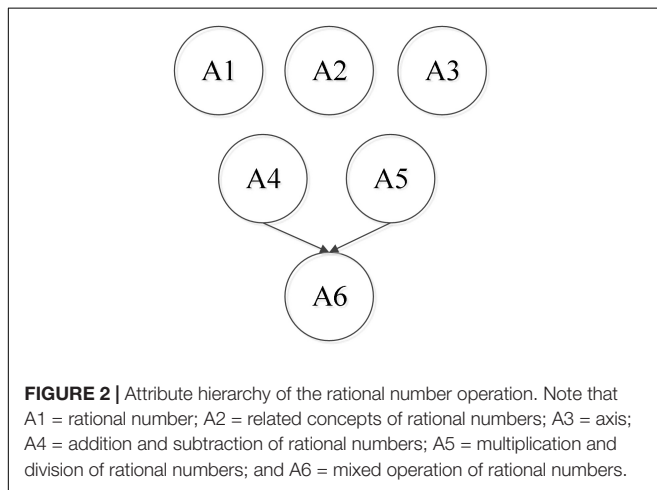 A1 A2 A3
A4 A5
A6
FIGURE 2 | Attribute hierarchy of the rational number operation. Note that
A1 = rational number; A2 = related concepts of rational numbers; A3 = axis;
A4 = addition and subtraction of rational numbers; A5 = multiplication and
division of rational numbers; and A6 = mixed operation of rational numbers.